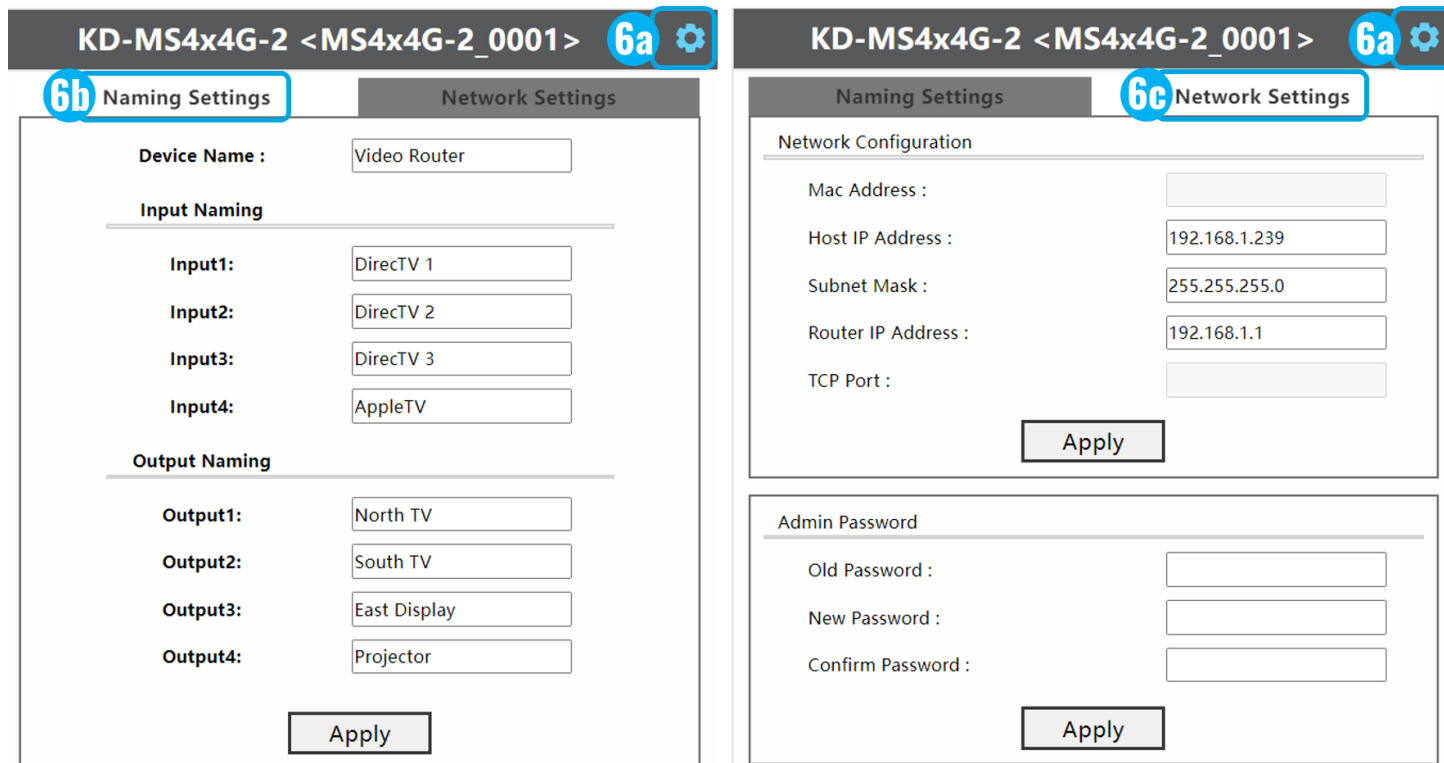 KD-MS4x4G-2 <MS4x4G-2_0001> 6a
6b Naming Settings Network Settings
Device Name : Video Router
Input Naming
Input1: DirecTV 1
Input2: DirecTV 2
Input3: DirecTV 3
Input4: AppleTV
Output Naming
Output1: North TV
Output2: South TV
Output3: East Display
Output4: Projector
Apply
KD-MS4x4G-2 <MS4x4G-2_0001> 6a
Naming Settings 6c Network Settings
Network Configuration
Mac Address :
Host IP Address : 192.168.1.239
Subnet Mask : 255.255.255.0
Router IP Address : 192.168.1.1
TCP Port :
Apply
Admin Password
Old Password :
New Password :
Confirm Password :
Apply